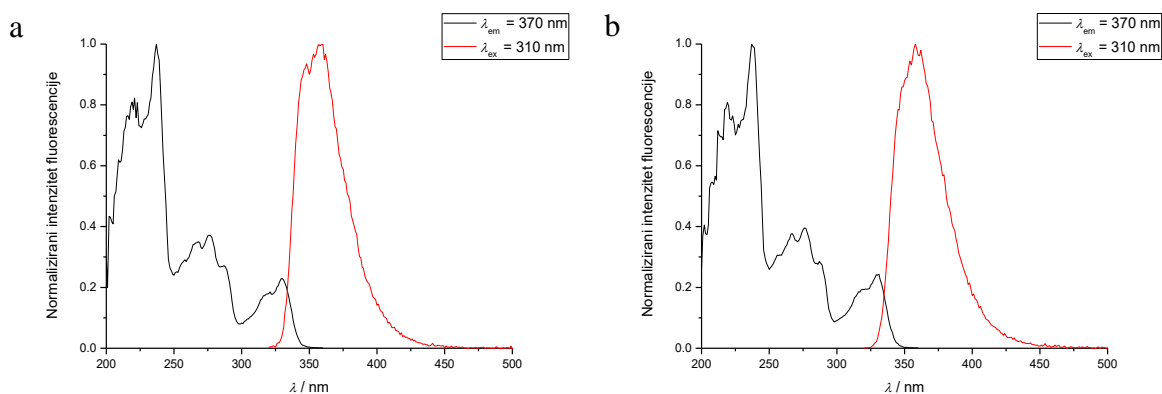 a
λem = 370 nm
λex = 310 nm
Normalizirani intenzitet fluorescencije
1.0
0.8
0.6
0.4
0.2
0.0
200 250 300 350 400 450 500
λ / nm
b
λem = 370 nm
λex = 310 nm
Normalizirani intenzitet fluorescencije
1.0
0.8
0.6
0.4
0.2
0.0
200 250 300 350 400 450 500
λ / nm